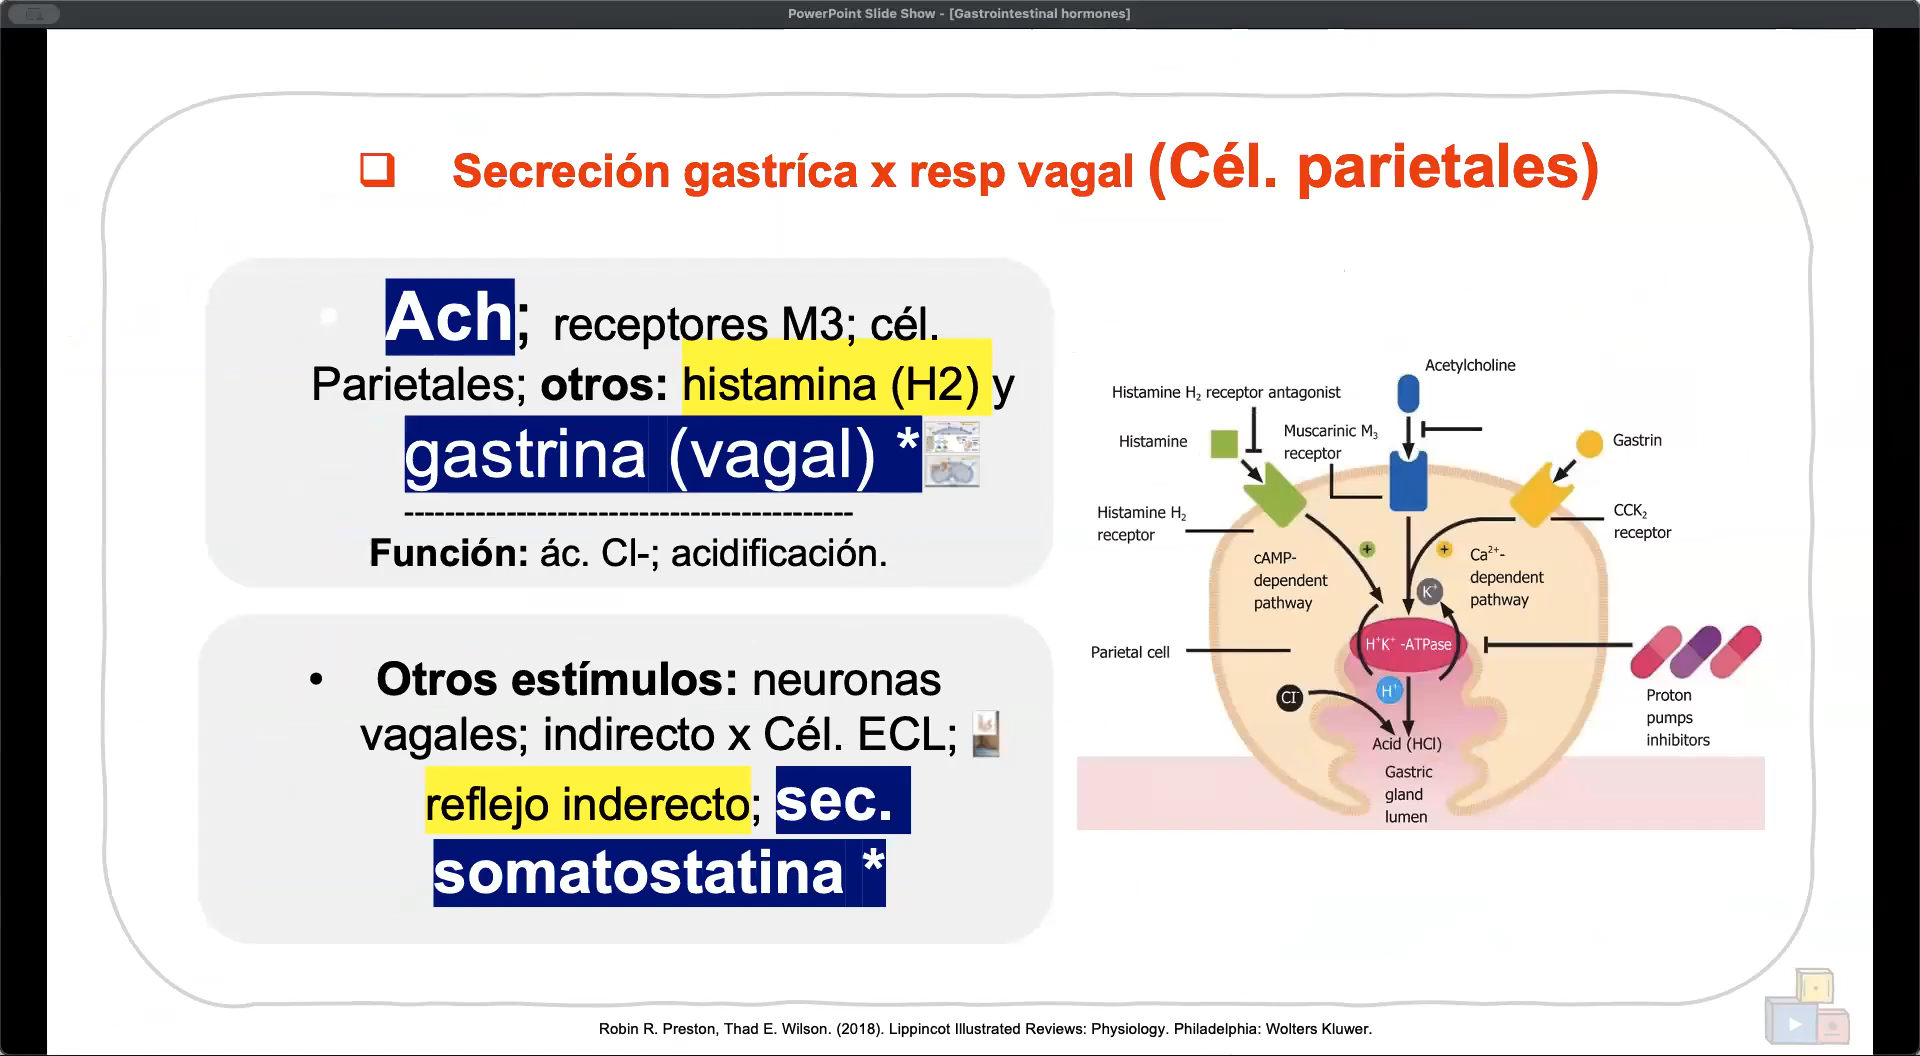 PowerPoint Slide Show - [Gastrointestinal hormones]
❑ Secreción gastríca x resp vagal (Cél. parietales)
Ach; receptores M3; cél.
Parietales; otros: histamina (H2) y
gastrina (vagal) *
--------------------------------------------
Función: ác. Cl-; acidificación.
• Otros estímulos: neuronas
vagales; indirecto x Cél. ECL;
reflejo inderecto; sec.
somatostatina *
Acetylcholine
Histamine H₂ receptor antagonist
Histamine
Muscarinic M₃
receptor
Gastrin
Histamine H₂
receptor
CCK₂
receptor
+
+
cAMP-
dependent
pathway
Ca²⁺-
dependent
pathway
K⁺
H⁺K⁺ -ATPase
Parietal cell
H⁺
Cl⁻
Proton
pumps
inhibitors
Acid (HCl)
Gastric
gland
lumen
Robin R. Preston, Thad E. Wilson. (2018). Lippincot Illustrated Reviews: Physiology. Philadelphia: Wolters Kluwer.